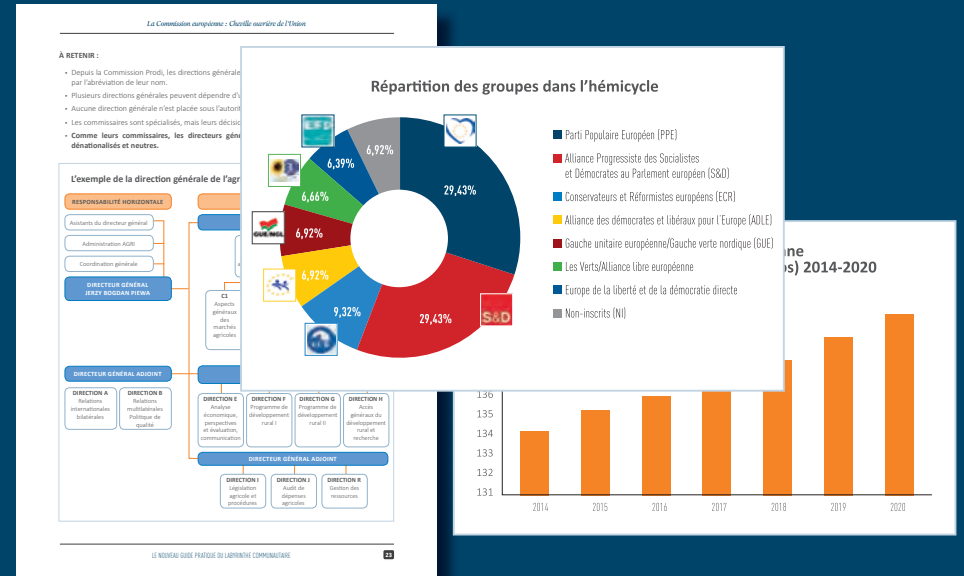 La Commission européenne : Cheville ouvrière de l'Union
À RETENIR :
• Depuis la Commission Prodi, les directions générale
par l'abréviation de leur nom.
• Plusieurs directions générales peuvent dépendre d'u
• Aucune direction générale n'est placée sous l'autorit
• Les commissaires sont spécialisés, mais leurs décisio
• Comme leurs commissaires, les directeurs géné
dénationalisés et neutres.
L'exemple de la direction générale de l'agr
RESPONSABILITÉ HORIZONTALE
Assistants du directeur général
Administration AGRI
Coordination générale
DIRECTEUR GÉNÉRAL
JERZY BOGDAN PIEWA
C1
Aspects
généraux
des
marchés
agricoles
DIRECTEUR GÉNÉRAL ADJOINT
DIRECTION A
Relations
internationales
bilatérales
DIRECTION B
Relations
multilatérales
Politique de
qualité
DIRECTION E
Analyse
économique,
perspectives
et évaluation,
communication
DIRECTION F
Programme de
développement
rural I
DIRECTION G
Programme de
développement
rural II
DIRECTION H
Accès
généraux du
développement
rural et
recherche
DIRECTEUR GÉNÉRAL ADJOINT
DIRECTION I
Législation
agricole et
procédures
DIRECTION J
Audit de
dépenses
agricoles
DIRECTION R
Gestion des
ressources
LE NOUVEAU GUIDE PRATIQUE DU LABYRINTHE COMMUNAUTAIRE
23
Répartition des groupes dans l'hémicycle
29,43%
29,43%
9,32%
6,92%
6,92%
6,66%
6,39%
6,92%
EFD
GUE/NGL
S&D
Parti Populaire Européen (PPE)
Alliance Progressiste des Socialistes
et Démocrates au Parlement européen (S&D)
Conservateurs et Réformistes européens (ECR)
Alliance des démocrates et libéraux pour l'Europe (ADLE)
Gauche unitaire européenne/Gauche verte nordique (GUE)
Les Verts/Alliance libre européenne
Europe de la liberté et de la démocratie directe
Non-inscrits (NI)
nne
os) 2014-2020
136
135
134
133
132
131
2014
2015
2016
2017
2018
2019
2020